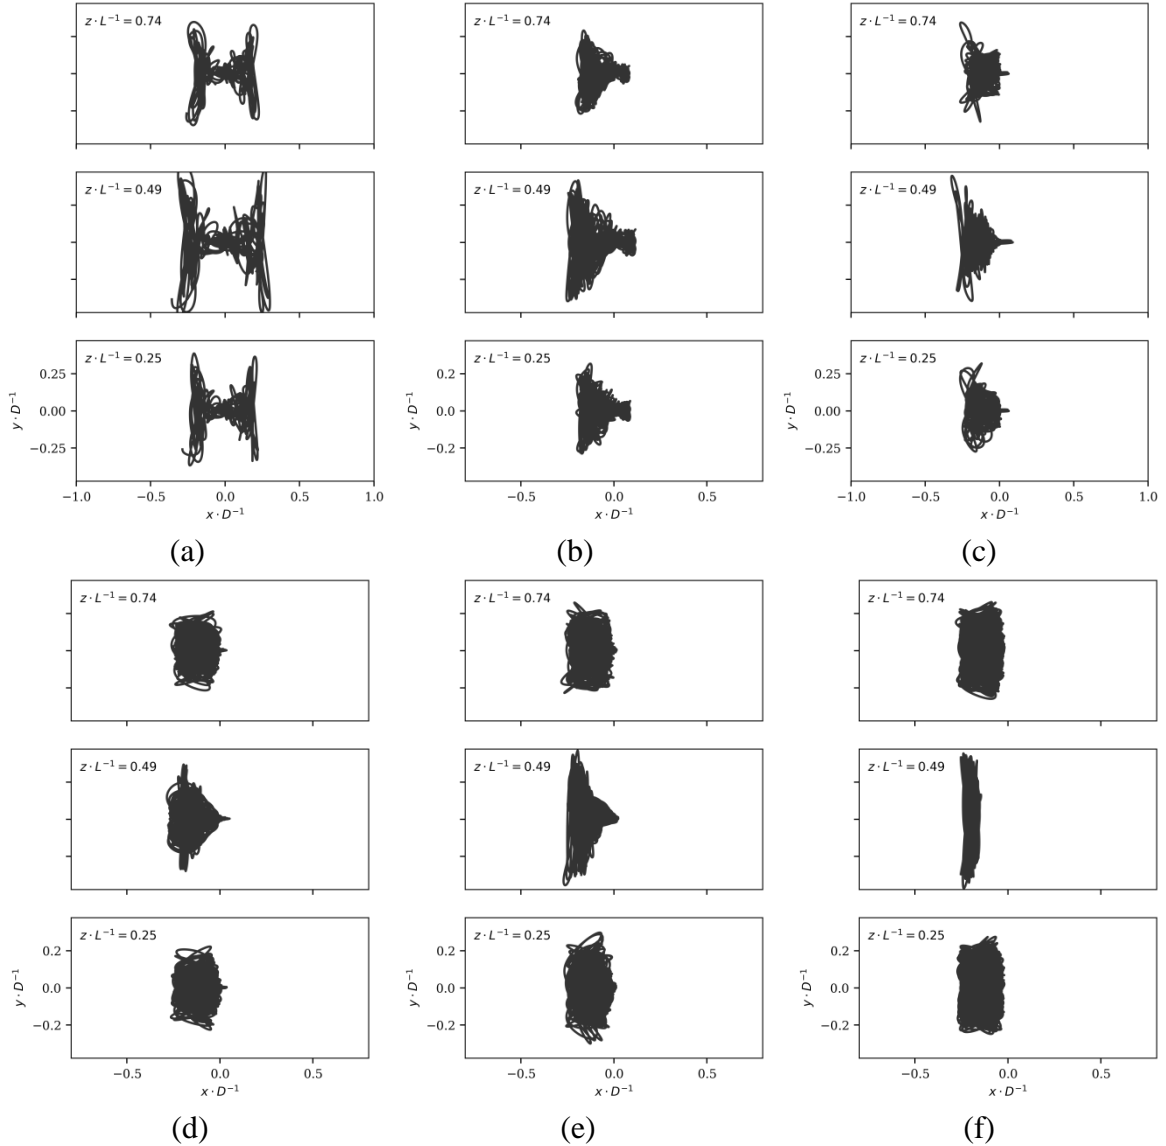 z · L⁻¹ = 0.74
z · L⁻¹ = 0.74
z · L⁻¹ = 0.74
z · L⁻¹ = 0.49
z · L⁻¹ = 0.49
z · L⁻¹ = 0.49
z · L⁻¹ = 0.25
0.25
0.00
−0.25
y · D⁻¹
−1.0 −0.5 0.0 0.5 1.0
x · D⁻¹
z · L⁻¹ = 0.25
0.2
0.0
−0.2
y · D⁻¹
−0.5 0.0 0.5
x · D⁻¹
z · L⁻¹ = 0.25
0.25
0.00
−0.25
y · D⁻¹
−1.0 −0.5 0.0 0.5 1.0
x · D⁻¹
(a) (b) (c)
z · L⁻¹ = 0.74
z · L⁻¹ = 0.74
z · L⁻¹ = 0.74
z · L⁻¹ = 0.49
z · L⁻¹ = 0.49
z · L⁻¹ = 0.49
z · L⁻¹ = 0.25
0.2
0.0
−0.2
y · D⁻¹
−0.5 0.0 0.5
x · D⁻¹
z · L⁻¹ = 0.25
0.2
0.0
−0.2
y · D⁻¹
−0.5 0.0 0.5
x · D⁻¹
z · L⁻¹ = 0.25
0.2
0.0
−0.2
y · D⁻¹
−0.5 0.0 0.5
x · D⁻¹
(d) (e) (f)